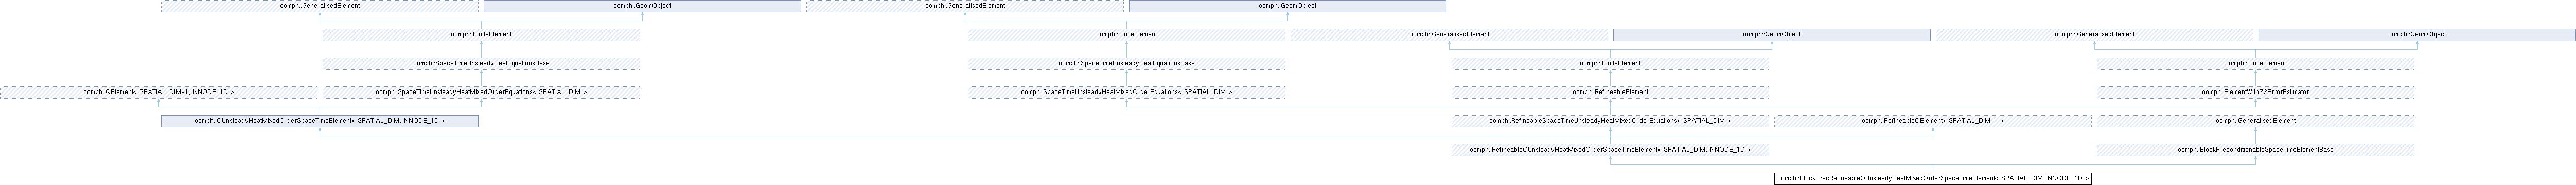 oomph::GeneralisedElement
oomph::GeomObject
oomph::GeneralisedElement
oomph::GeomObject
oomph::FiniteElement
oomph::FiniteElement
oomph::GeneralisedElement
oomph::GeomObject
oomph::GeneralisedElement
oomph::GeomObject
oomph::SpaceTimeUnsteadyHeatEquationsBase
oomph::SpaceTimeUnsteadyHeatEquationsBase
oomph::FiniteElement
oomph::FiniteElement
oomph::QElement< SPATIAL_DIM+1, NNODE_1D >
oomph::SpaceTimeUnsteadyHeatMixedOrderEquations< SPATIAL_DIM >
oomph::SpaceTimeUnsteadyHeatMixedOrderEquations< SPATIAL_DIM >
oomph::RefineableElement
oomph::ElementWithZ2ErrorEstimator
oomph::QUnsteadyHeatMixedOrderSpaceTimeElement< SPATIAL_DIM, NNODE_1D >
oomph::RefineableSpaceTimeUnsteadyHeatMixedOrderEquations< SPATIAL_DIM >
oomph::RefineableQElement< SPATIAL_DIM+1 >
oomph::GeneralisedElement
oomph::RefineableQUnsteadyHeatMixedOrderSpaceTimeElement< SPATIAL_DIM, NNODE_1D >
oomph::BlockPreconditionableSpaceTimeElementBase
oomph::BlockPrecRefineableQUnsteadyHeatMixedOrderSpaceTimeElement< SPATIAL_DIM, NNODE_1D >